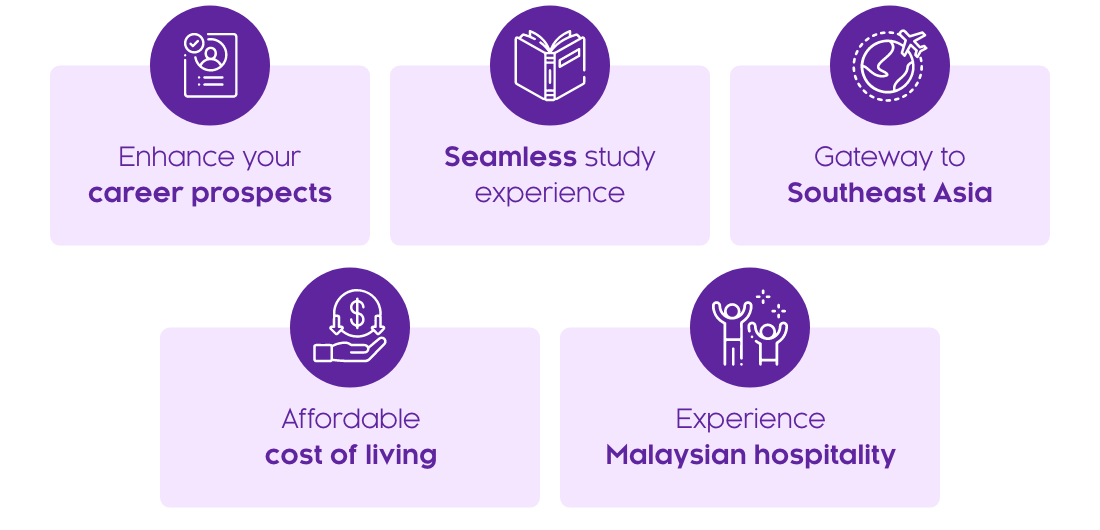 Enhance your
career prospects
Seamless study
experience
Gateway to
Southeast Asia
Affordable
cost of living
Experience
Malaysian hospitality